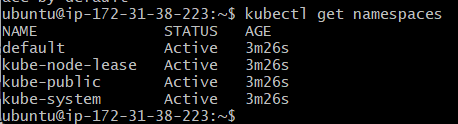 ubuntu@ip-172-31-38-223:~$ kubectl get namespaces
NAME STATUS AGE
default Active 3m26s
kube-node-lease Active 3m26s
kube-public Active 3m26s
kube-system Active 3m26s
ubuntu@ip-172-31-38-223:~$